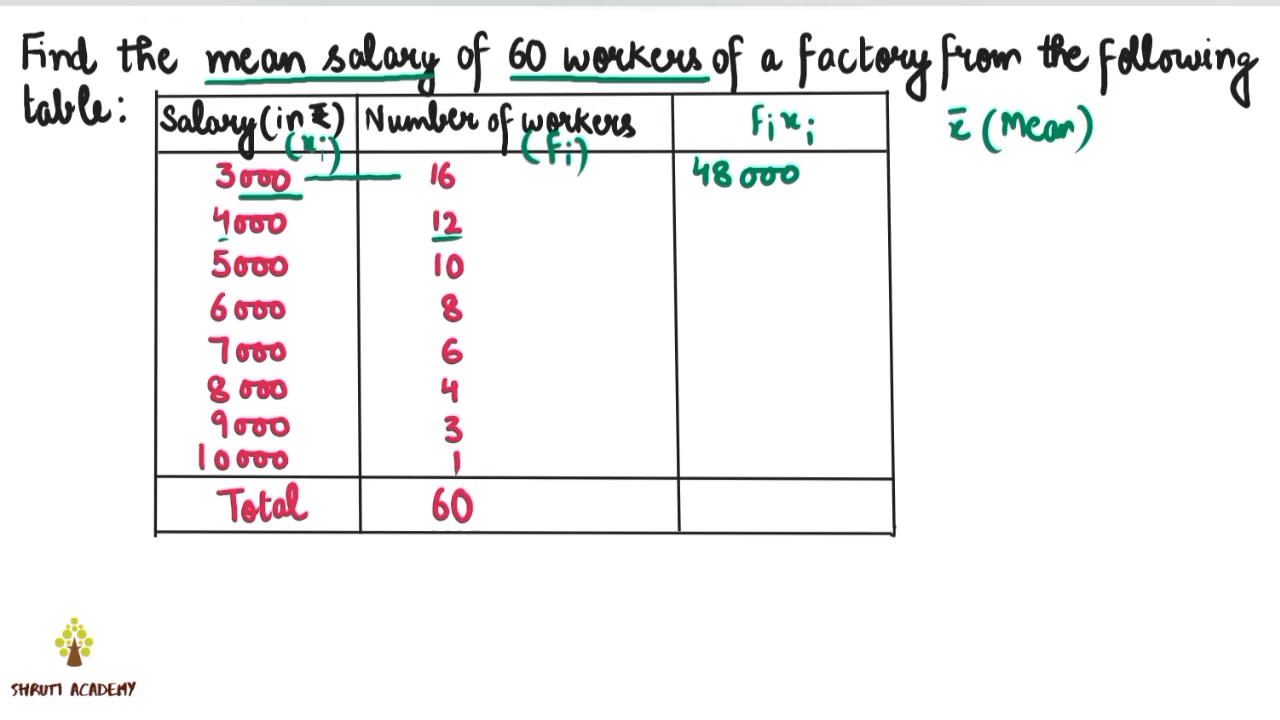 Find the mean salary of 60 workers of a factory from the following
table:
Salary (in ₹) Number of workers fixi x̄ (Mean)
(xi) (fi)
3000 16 48000
4000 12
5000 10
6000 8
7000 6
8000 4
9000 3
10000 1
Total 60
SHRUTI ACADEMY